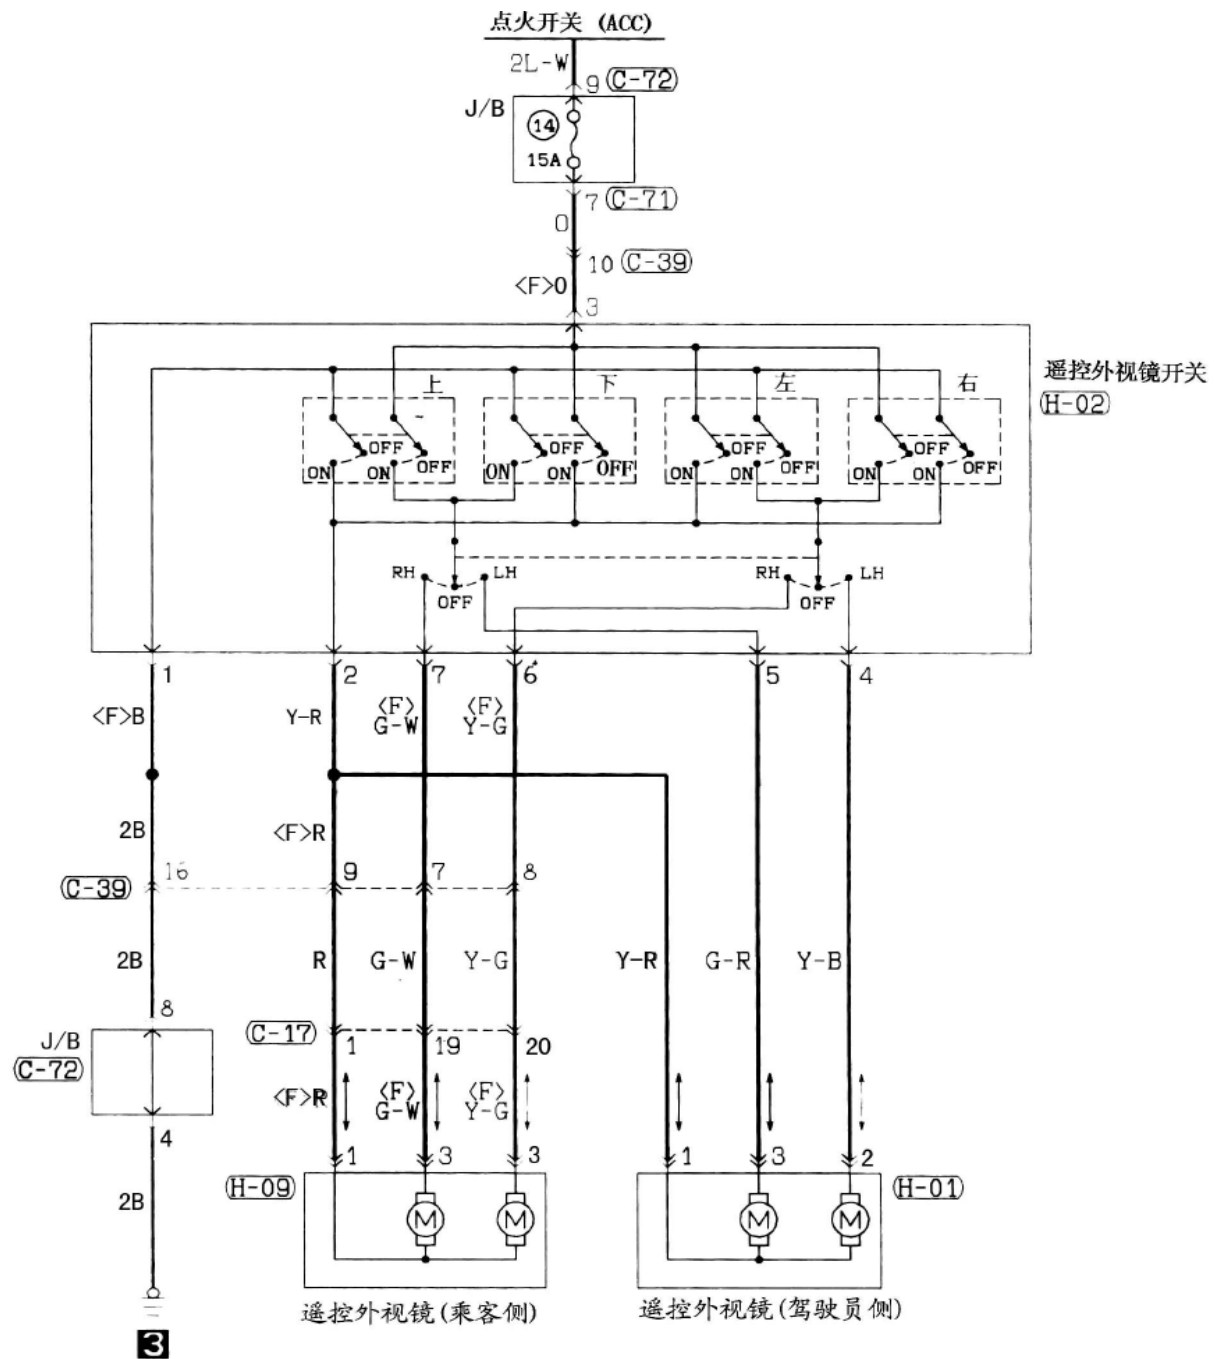 点火开关 (ACC)
2L-W
9 C-72
J/B
14
15A
7 C-71
O
10 C-39
<F>O
3
遥控外视镜开关
H-02
上 下 左 右
OFF OFF OFF OFF
OFF OFF OFF OFF
ON ON ON ON ON ON ON ON
RH LH RH LH
OFF OFF
1 2 7 6 5 4
<F>B Y-R <F> <F>
G-W Y-G
2B <F>R
16 9 7 8
C-39
2B R G-W Y-G Y-R G-R Y-B
8
J/B C-17
C-72 1 19 20
<F>R <F> <F>
G-W Y-G
4 1 3 3 1 3 2
2B H-09 H-01
M M M M
遥控外视镜(乘客侧) 遥控外视镜(驾驶员侧)
3